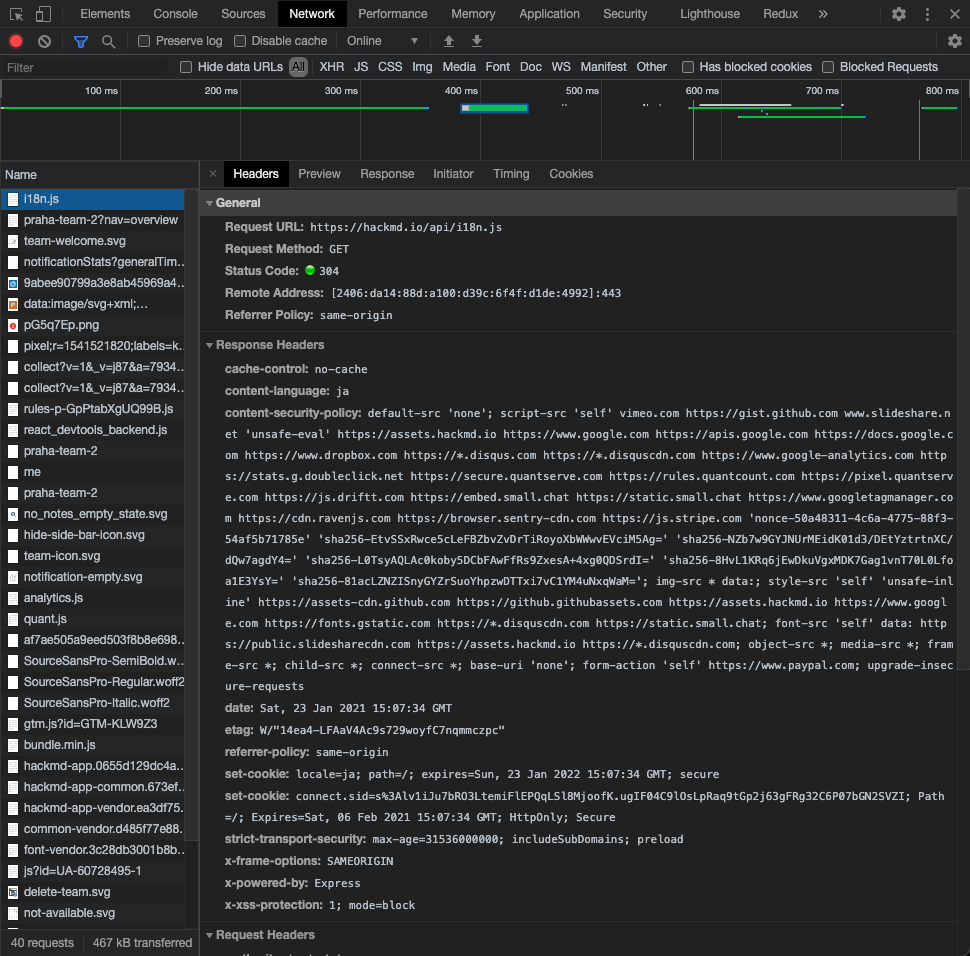 Elements Console Sources Network Performance Memory Application Security Lighthouse Redux »
Preserve log Disable cache Online ▼
Filter Hide data URLs All XHR JS CSS Img Media Font Doc WS Manifest Other Has blocked cookies Blocked Requests
100 ms 200 ms 300 ms 400 ms 500 ms 600 ms 700 ms 800 ms
Name
i18n.js
praha-team-2?nav=overview
team-welcome.svg
notificationStats?generalTim…
9abee90799a3e8ab45969a4…
data:image/svg+xml;…
pG5q7Ep.png
pixel;r=1541521820;labels=k…
collect?v=1&_v=j87&a=7934…
collect?v=1&_v=j87&a=7934…
rules-p-GpPtabXgUQ99B.js
react_devtools_backend.js
praha-team-2
me
praha-team-2
no_notes_empty_state.svg
hide-side-bar-icon.svg
team-icon.svg
notification-empty.svg
analytics.js
quant.js
af7ae505a9eed503f8b8e698…
SourceSansPro-SemiBold.w…
SourceSansPro-Regular.woff2
SourceSansPro-Italic.woff2
gtm.js?id=GTM-KLW9Z3
bundle.min.js
hackmd-app.0655d129dc4a…
hackmd-app-common.673ef…
hackmd-app-vendor.ea3df75…
common-vendor.d485f77e88…
font-vendor.3c28db3001b8b…
js?id=UA-60728495-1
delete-team.svg
not-available.svg
40 requests 467 kB transferred
× Headers Preview Response Initiator Timing Cookies
General
Request URL: https://hackmd.io/api/i18n.js
Request Method: GET
Status Code: 304
Remote Address: [2406:da14:88d:a100:d39c:6f4f:d1de:4992]:443
Referrer Policy: same-origin
Response Headers
cache-control: no-cache
content-language: ja
content-security-policy: default-src 'none'; script-src 'self' vimeo.com https://gist.github.com www.slideshare.n
et 'unsafe-eval' https://assets.hackmd.io https://www.google.com https://apis.google.com https://docs.google.c
om https://www.dropbox.com https://*.disqus.com https://*.disquscdn.com https://www.google-analytics.com http
s://stats.g.doubleclick.net https://secure.quantserve.com https://rules.quantcount.com https://pixel.quantserv
e.com https://js.driftt.com https://embed.small.chat https://static.small.chat https://www.googletagmanager.co
m https://cdn.ravenjs.com https://browser.sentry-cdn.com https://js.stripe.com 'nonce-50a48311-4c6a-4775-88f3-
54af5b71785e' 'sha256-EtvSSxRwce5cLeFBZbvZvDrTiRoyoXbWWwvEVciM5Ag=' 'sha256-NZb7w9GYJNUrMEidK01d3/DEtYztrtnXC/
dQw7agdY4=' 'sha256-L0TsyAQLAc0koby5DCbFAwFfRs9ZxesA+4xg0QDSrdI=' 'sha256-8HvL1KRq6jEwDkuVgxMDK7Gag1vnT70L0Lfo
a1E3YsY=' 'sha256-81acLZNZISnyGYZrSuoYhpzwDTTxi7vC1YM4uNxqWaM='; img-src * data:; style-src 'self' 'unsafe-inl
ine' https://assets-cdn.github.com https://github.githubassets.com https://assets.hackmd.io https://www.googl
e.com https://fonts.gstatic.com https://*.disquscdn.com https://static.small.chat; font-src 'self' data: http
s://public.slidesharecdn.com https://assets.hackmd.io https://*.disquscdn.com; object-src *; media-src *; fram
e-src *; child-src *; connect-src *; base-uri 'none'; form-action 'self' https://www.paypal.com; upgrade-insec
ure-requests
date: Sat, 23 Jan 2021 15:07:34 GMT
etag: W/"14ea4-LFAaV4Ac9s729woyfC7nqmmczpc"
referrer-policy: same-origin
set-cookie: locale=ja; path=/; expires=Sun, 23 Jan 2022 15:07:34 GMT; secure
set-cookie: connect.sid=s%3Alv1iJu7bRO3LtemiFlEPQqLSl8MjoofK.ugIF04C9lOsLpRaq9tGp2j63gFRg32C6P07bGN2SVZI; Path
=/; Expires=Sat, 06 Feb 2021 15:07:34 GMT; HttpOnly; Secure
strict-transport-security: max-age=31536000000; includeSubDomains; preload
x-frame-options: SAMEORIGIN
x-powered-by: Express
x-xss-protection: 1; mode=block
Request Headers